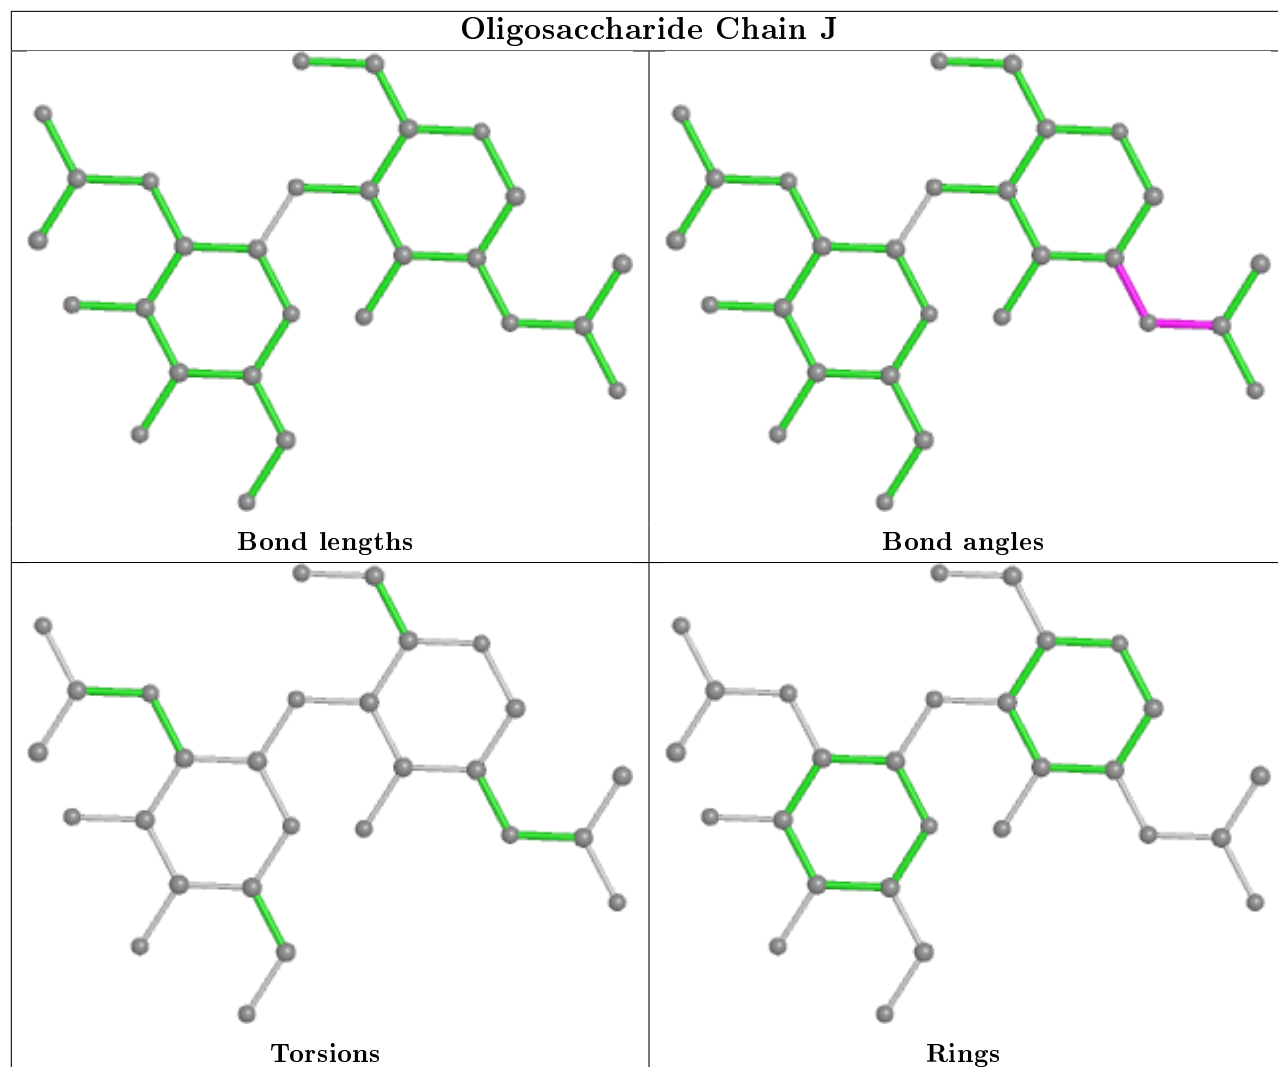 Oligosaccharide Chain J
Bond lengths
Bond angles
Torsions
Rings